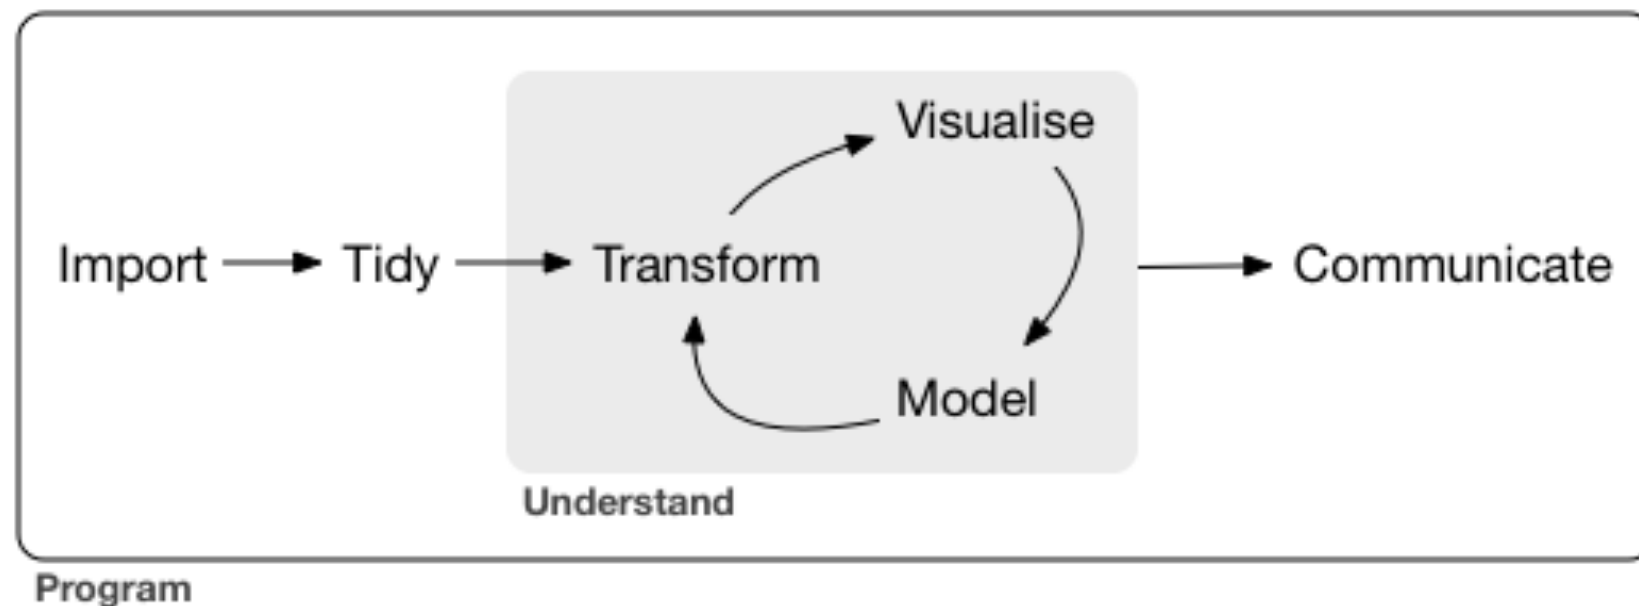 Visualise
Import Tidy Transform Communicate
Model
Understand
Program